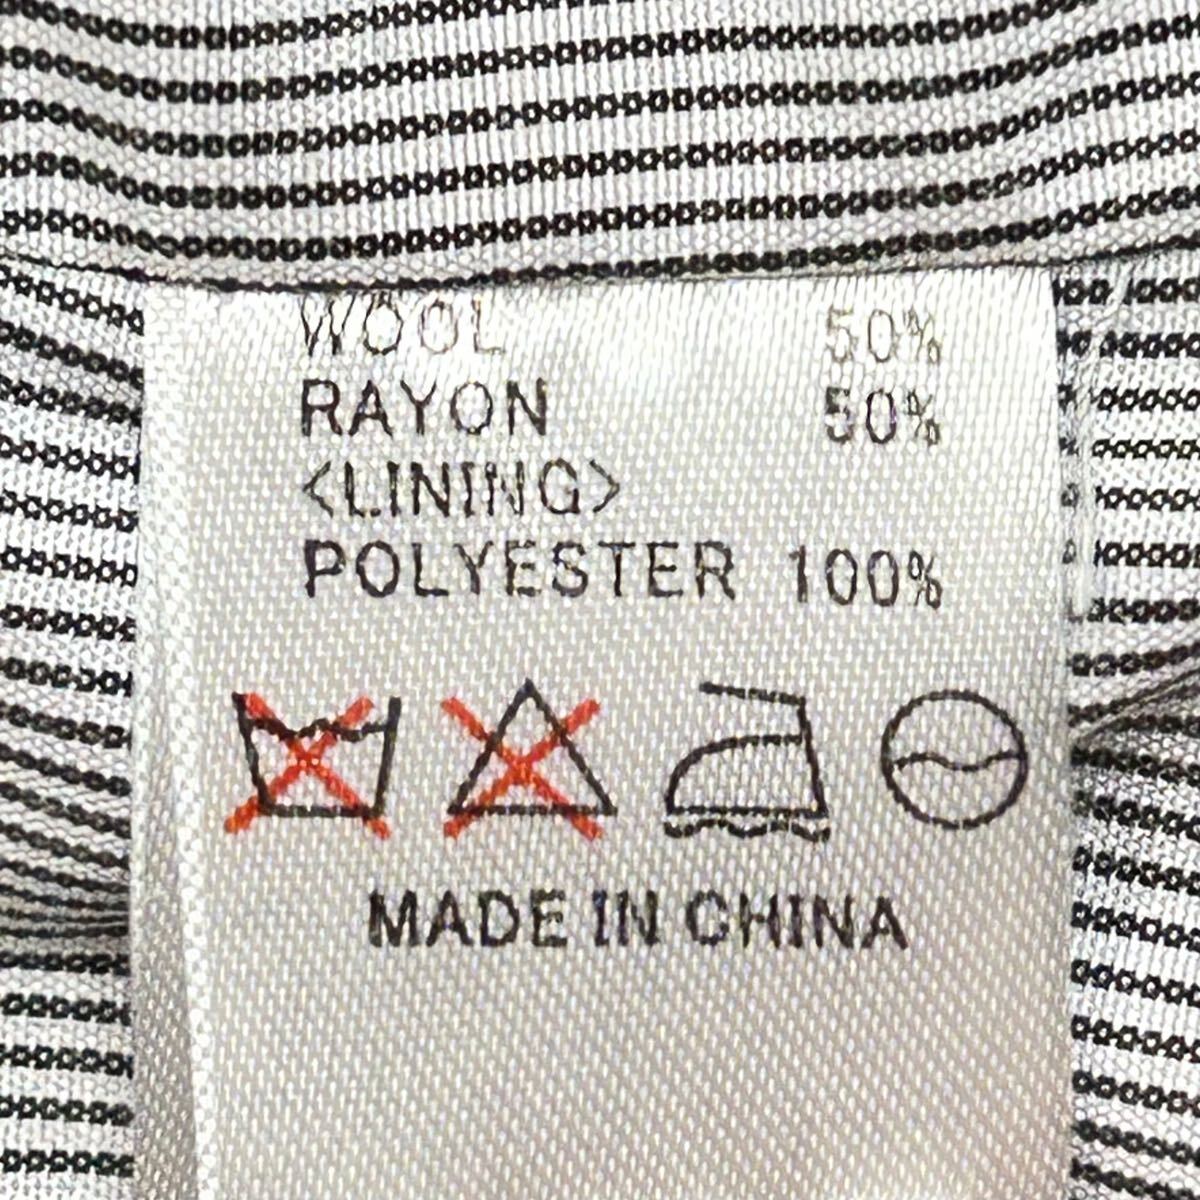 WOOL 50%
RAYON 50%
<LINING>
POLYESTER 100%
MADE IN CHINA